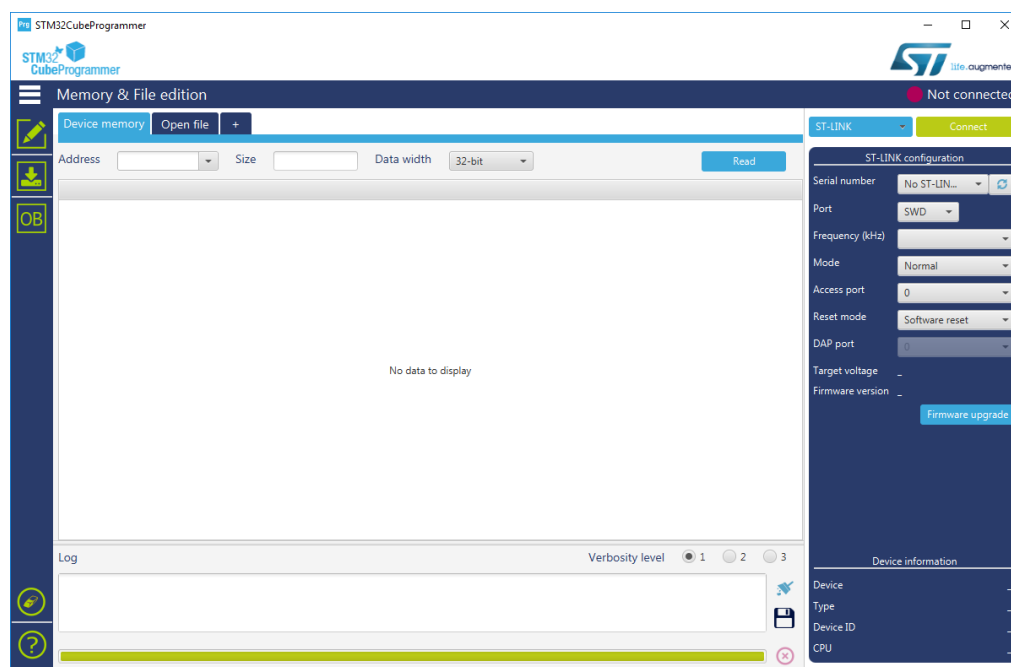 Prg STM32CubeProgrammer
STM32
CubeProgrammer
ST life.augmente
Memory & File edition
Not connected
Device memory Open file +
ST-LINK Connect
Address Size Data width 32-bit Read
ST-LINK configuration
Serial number No ST-LIN...
Port SWD
Frequency (kHz)
Mode Normal
Access port 0
Reset mode Software reset
DAP port 0
Target voltage _
Firmware version _
Firmware upgrade
OB
No data to display
Log Verbosity level 1 2 3
Device information
Device _
Type _
Device ID _
CPU _
?